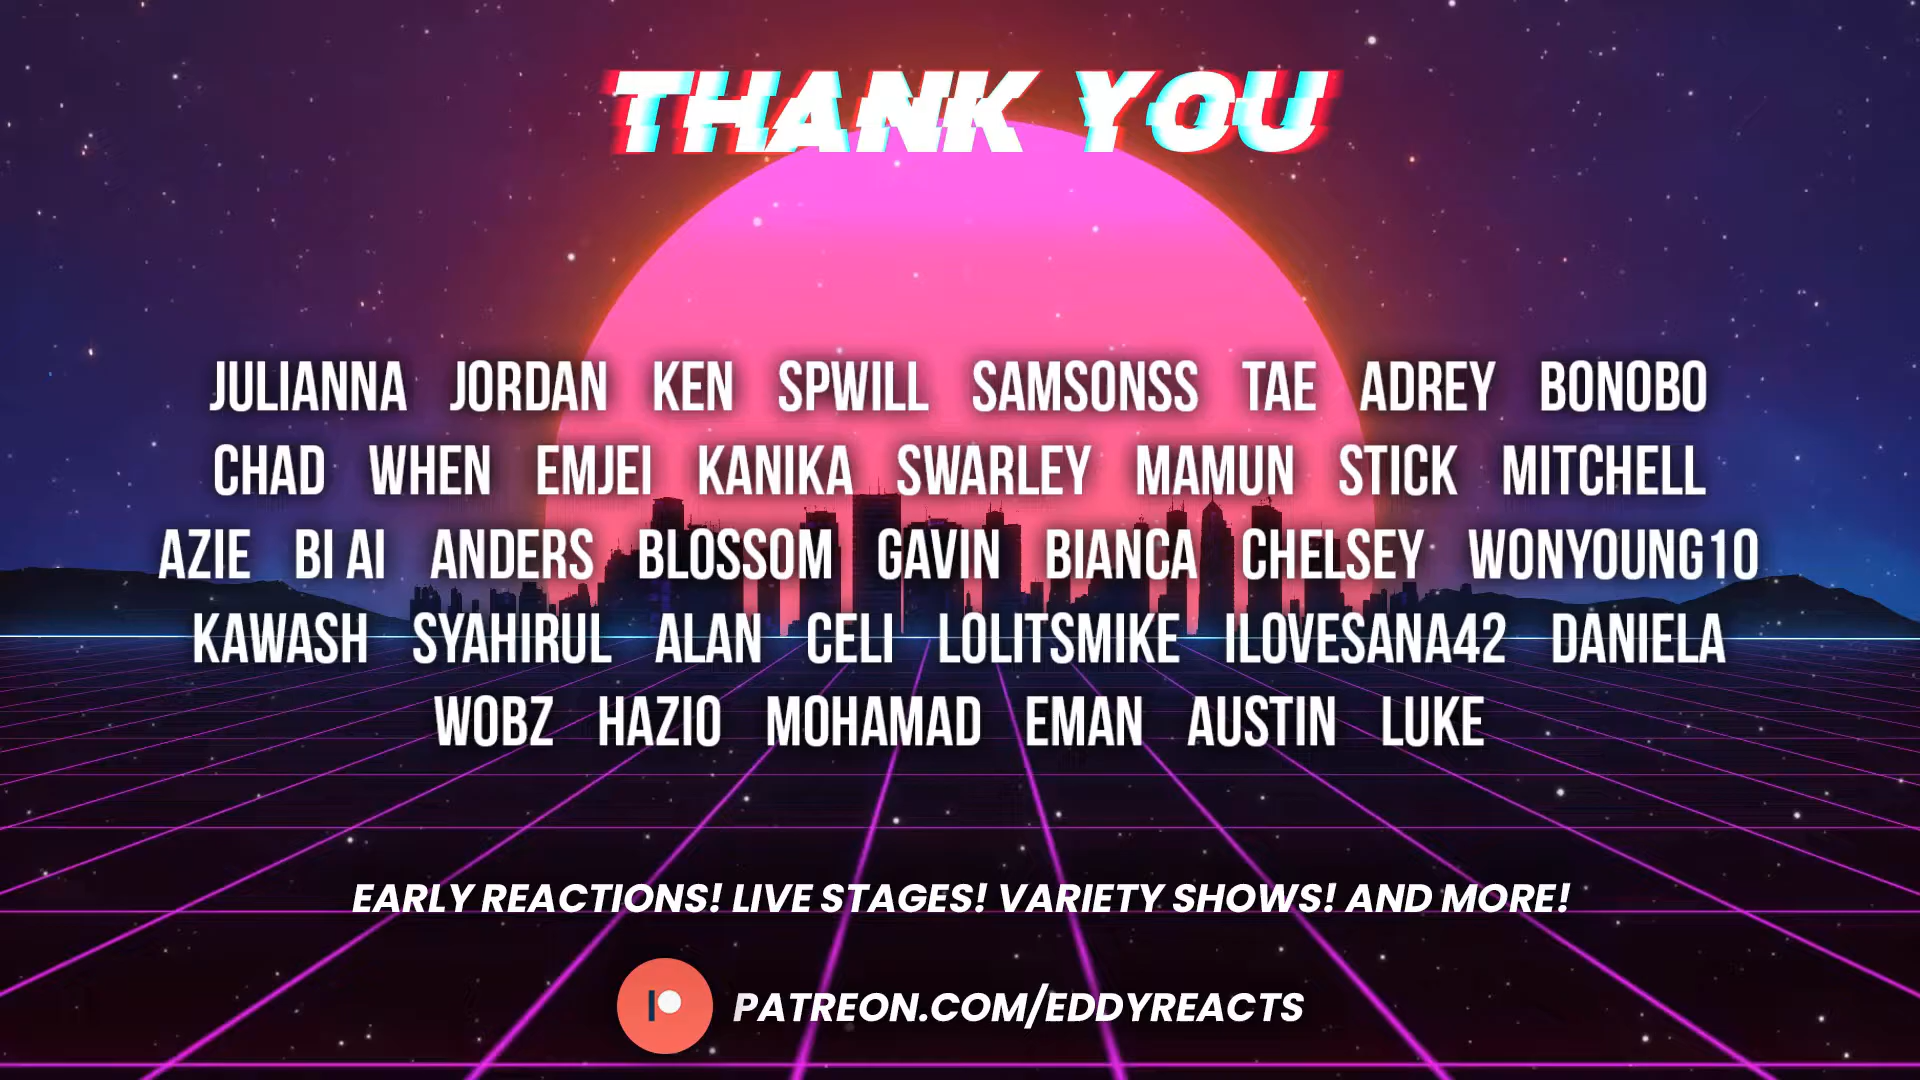 THANK YOU
JULIANNA JORDAN KEN SPWILL SAMSONSS TAE ADREY BONOBO
CHAD WHEN EMJEI KANIKA SWARLEY MAMUN STICK MITCHELL
AZIE BI AI ANDERS BLOSSOM GAVIN BIANCA CHELSEY WONYOUNG10
KAWASH SYAHIRUL ALAN CELI LOLITSMIKE ILOVESANA42 DANIELA
WOBZ HAZIO MOHAMAD EMAN AUSTIN LUKE
EARLY REACTIONS! LIVE STAGES! VARIETY SHOWS! AND MORE!
PATREON.COM/EDDYREACTS